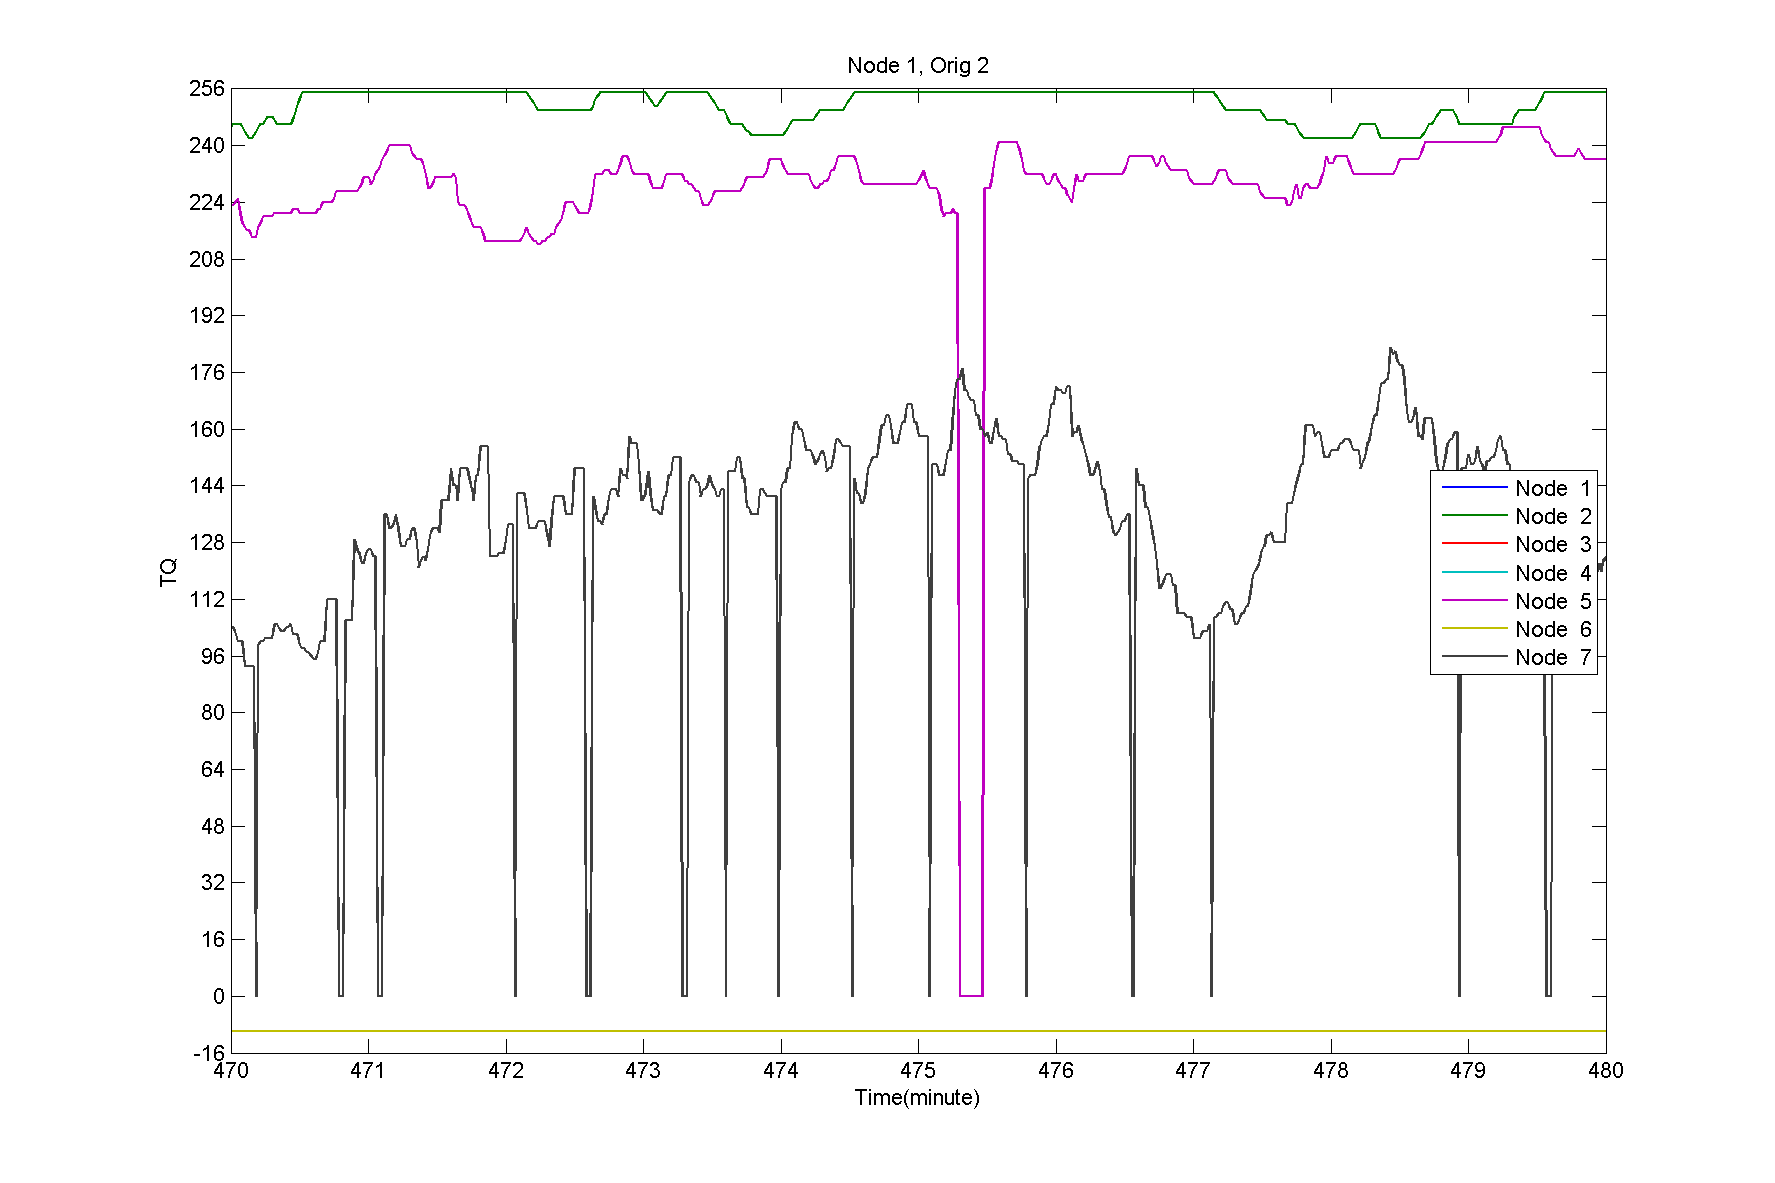 Node 1, Orig 2
256
240
224
208
192
176
160
144
128
112
96
80
64
48
32
16
0
-16
TQ
Node 1
Node 2
Node 3
Node 4
Node 5
Node 6
Node 7
470 471 472 473 474 475 476 477 478 479 480
Time(minute)